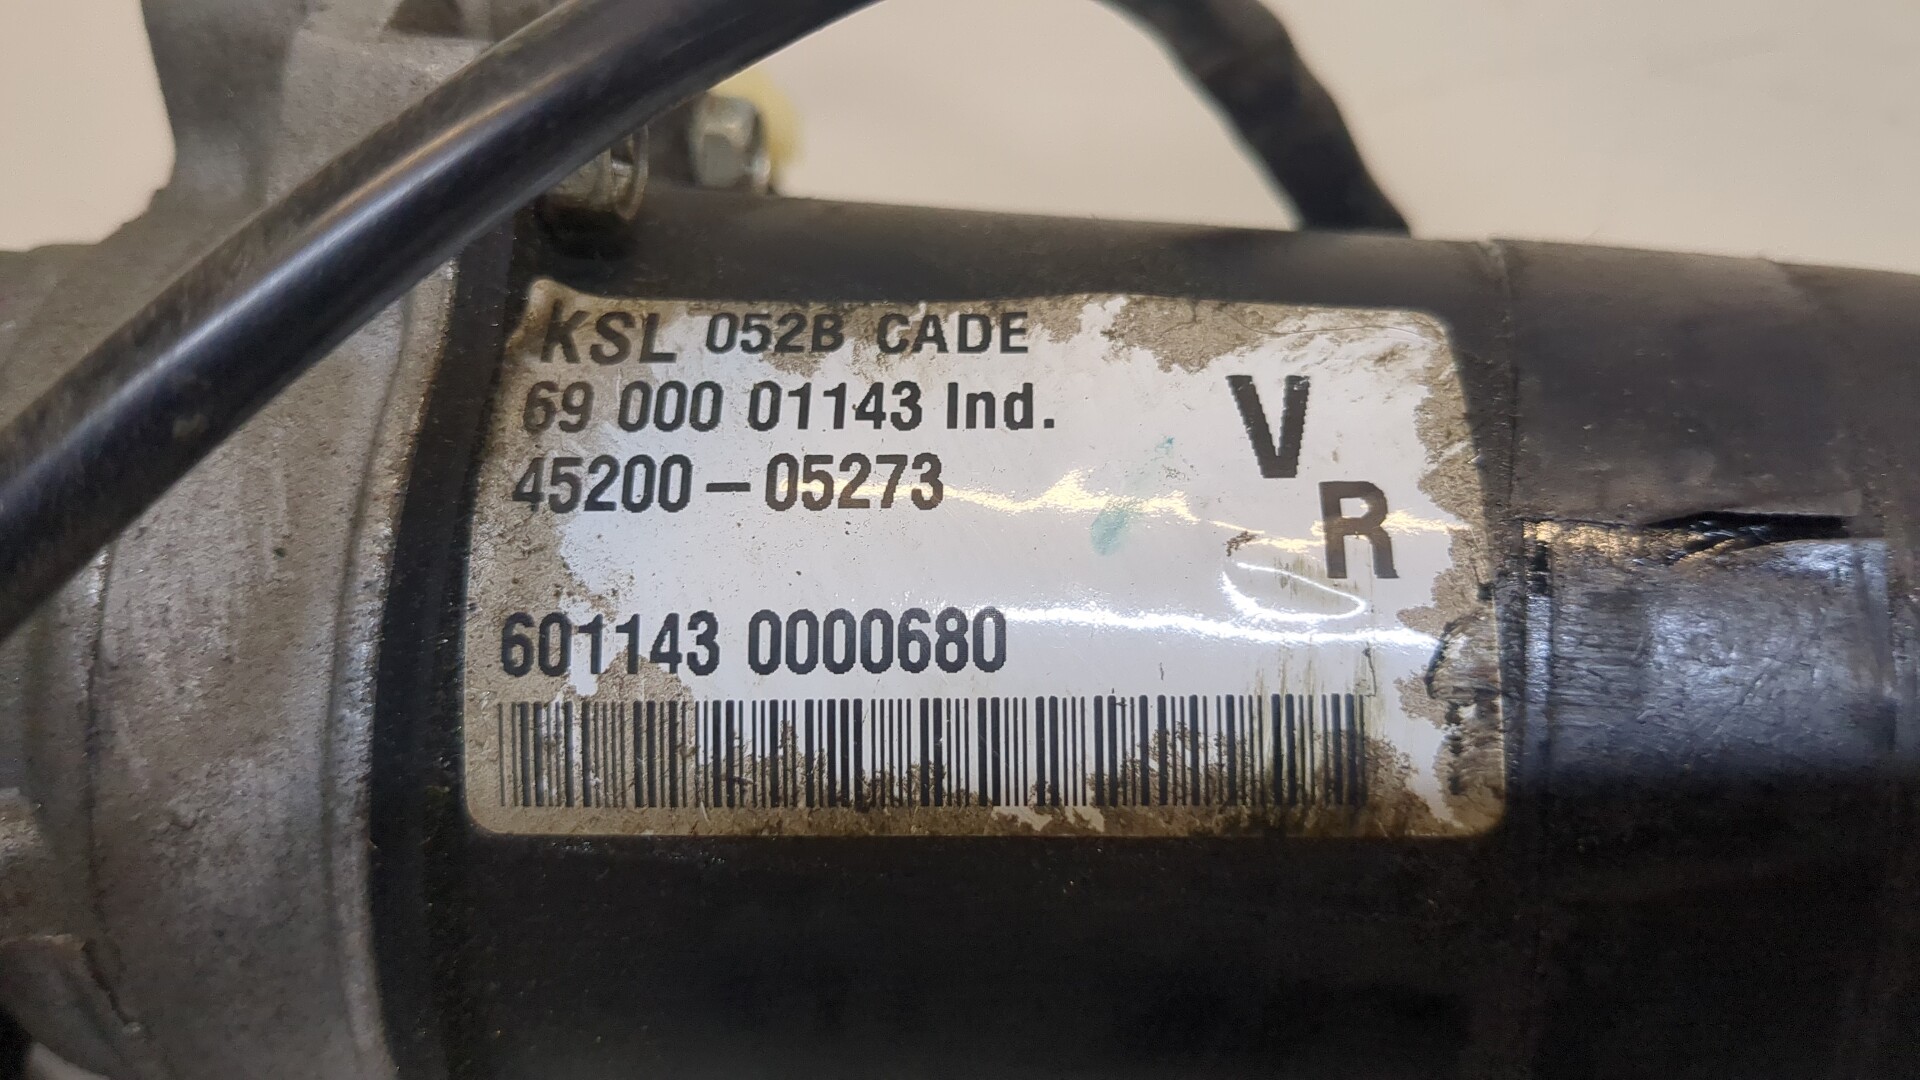 KSL 052B CADE
69 000 01143 Ind.
45200-05273
V
R
601143 0000680